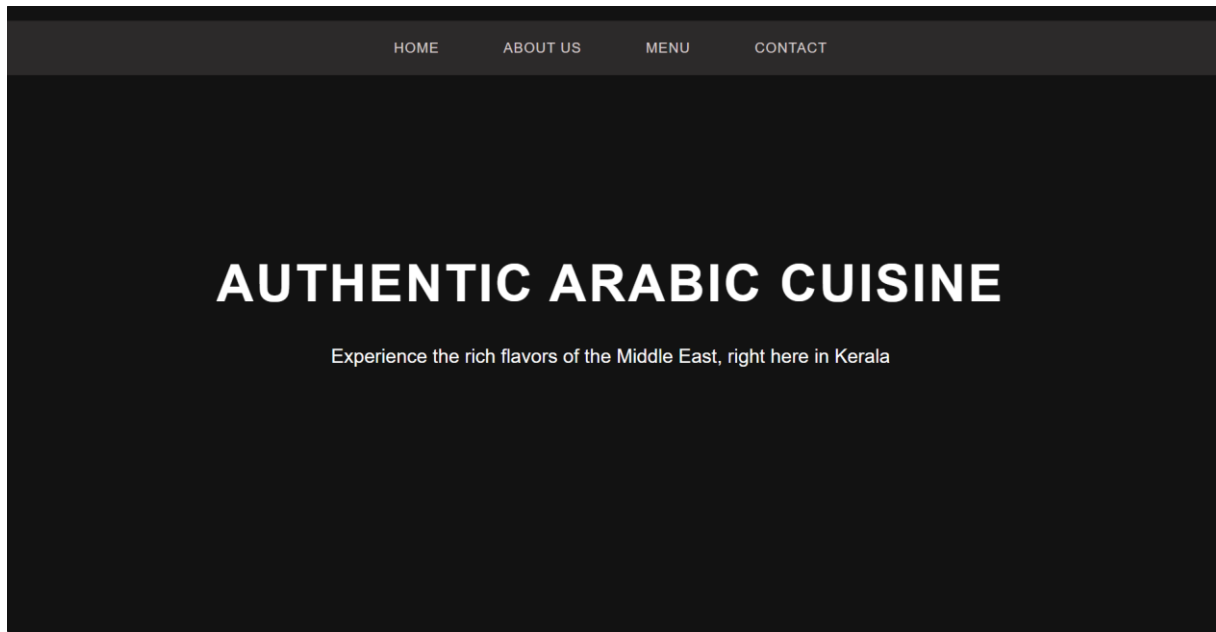 HOME ABOUT US MENU CONTACT
AUTHENTIC ARABIC CUISINE
Experience the rich flavors of the Middle East, right here in Kerala